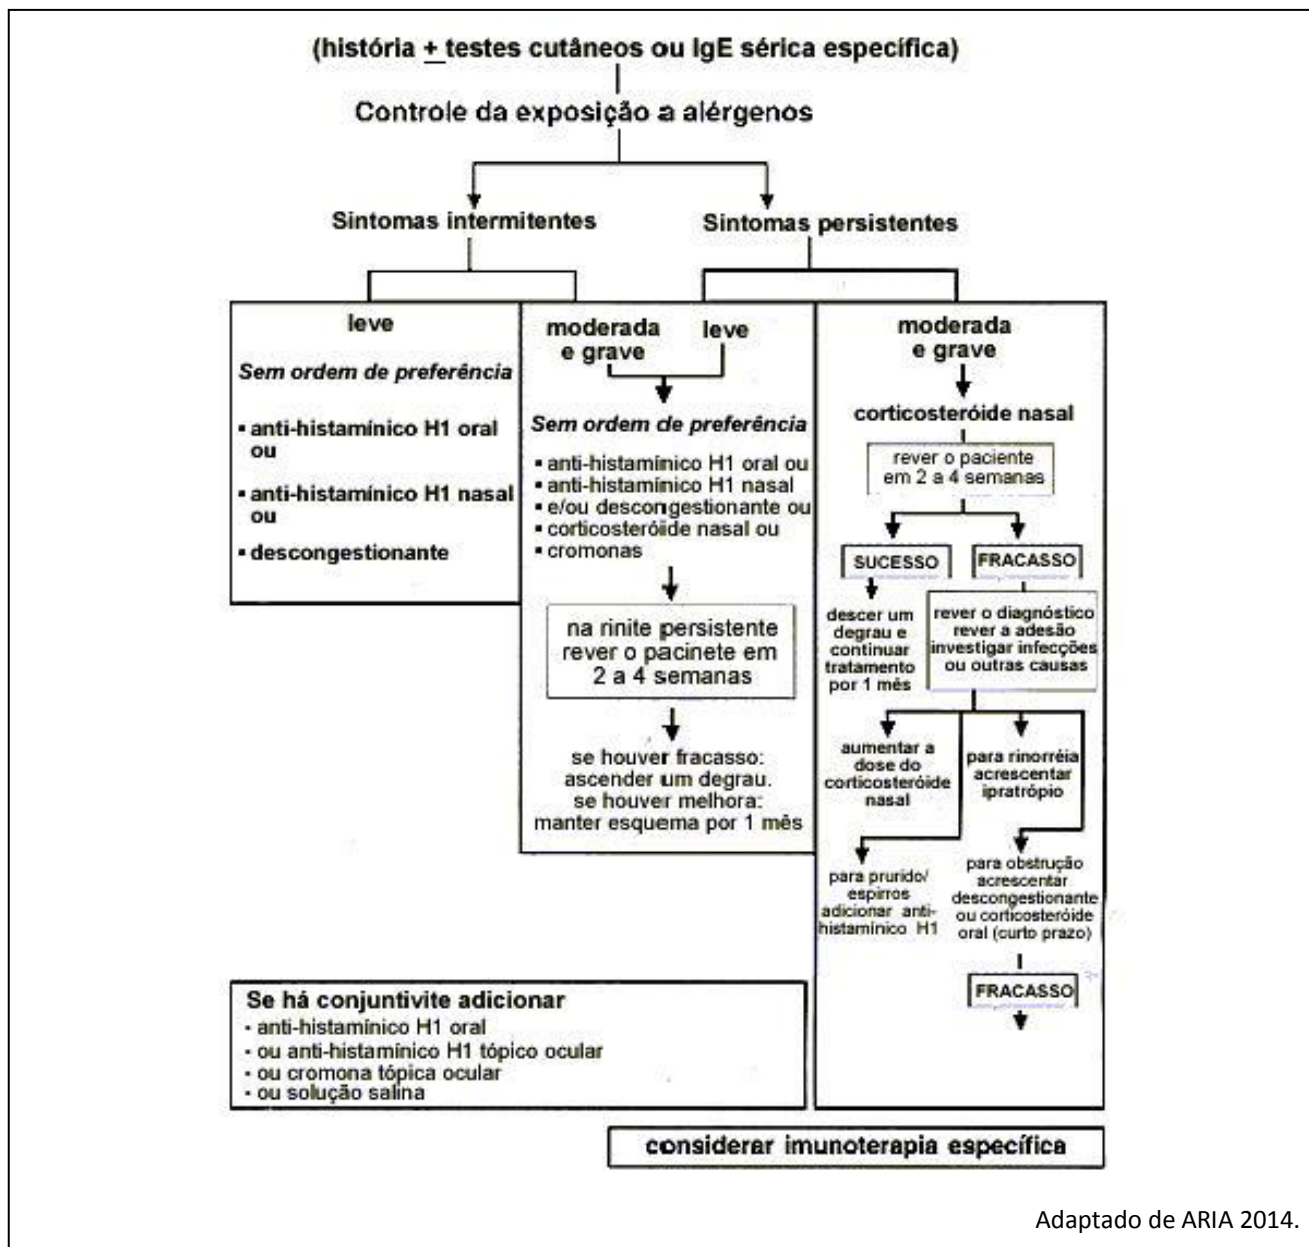 (história + testes cutâneos ou IgE sérica específica)
Controle da exposição a alérgenos
Sintomas intermitentes
Sintomas persistentes
leve
Sem ordem de preferência
▪ anti-histamínico H1 oral
ou
▪ anti-histamínico H1 nasal
ou
▪ descongestionante
moderada
e grave
leve
Sem ordem de preferência
▪ anti-histamínico H1 oral ou
▪ anti-histamínico H1 nasal
▪ e/ou descongestionante ou
▪ corticosteróide nasal ou
▪ cromonas
na rinite persistente
rever o pacinete em
2 a 4 semanas
se houver fracasso:
ascender um degrau.
se houver melhora:
manter esquema por 1 mês
moderada
e grave
corticosteróide nasal
rever o paciente
em 2 a 4 semanas
SUCESSO
FRACASSO
descer um
degrau e
continuar
tratamento
por 1 mês
rever o diagnóstico
rever a adesão
investigar infecções
ou outras causas
aumentar a
dose do
corticosteróide
nasal
para rinorréia
acrescentar
ipratrópio
para prurido/
espirros
adicionar anti-
histamínico H1
para obstrução
acrescentar
descongestionante
ou corticosteróide
oral (curto prazo)
FRACASSO
Se há conjuntivite adicionar
- anti-histamínico H1 oral
- ou anti-histamínico H1 tópico ocular
- ou cromona tópica ocular
- ou solução salina
considerar imunoterapia específica
Adaptado de ARIA 2014.